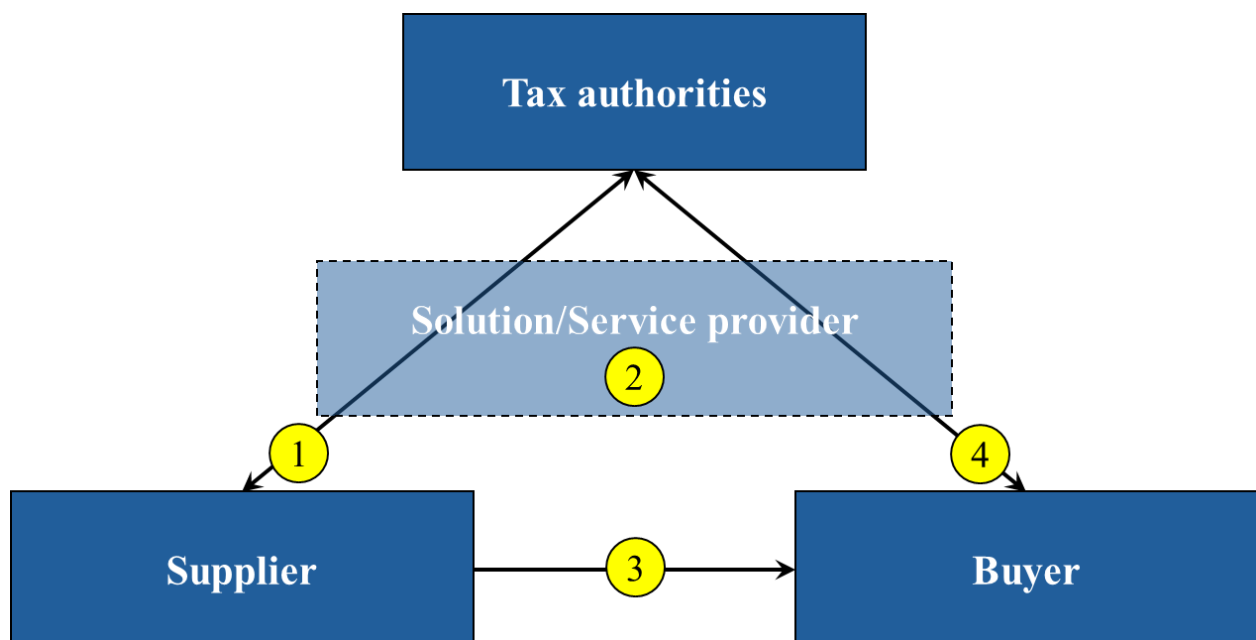 Tax authorities
Solution/Service provider
2
1
4
Supplier
3
Buyer